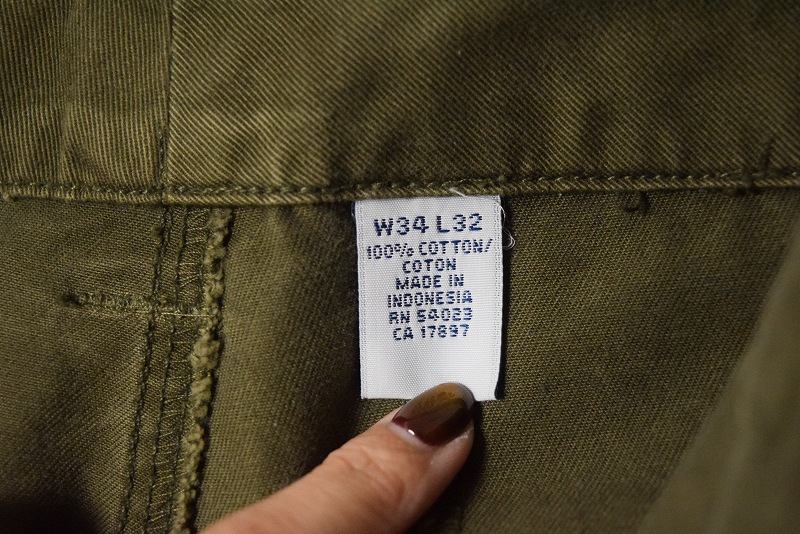 W34 L32
100% COTTON/
COTON
MADE IN
INDONESIA
RN 54023
CA 17897